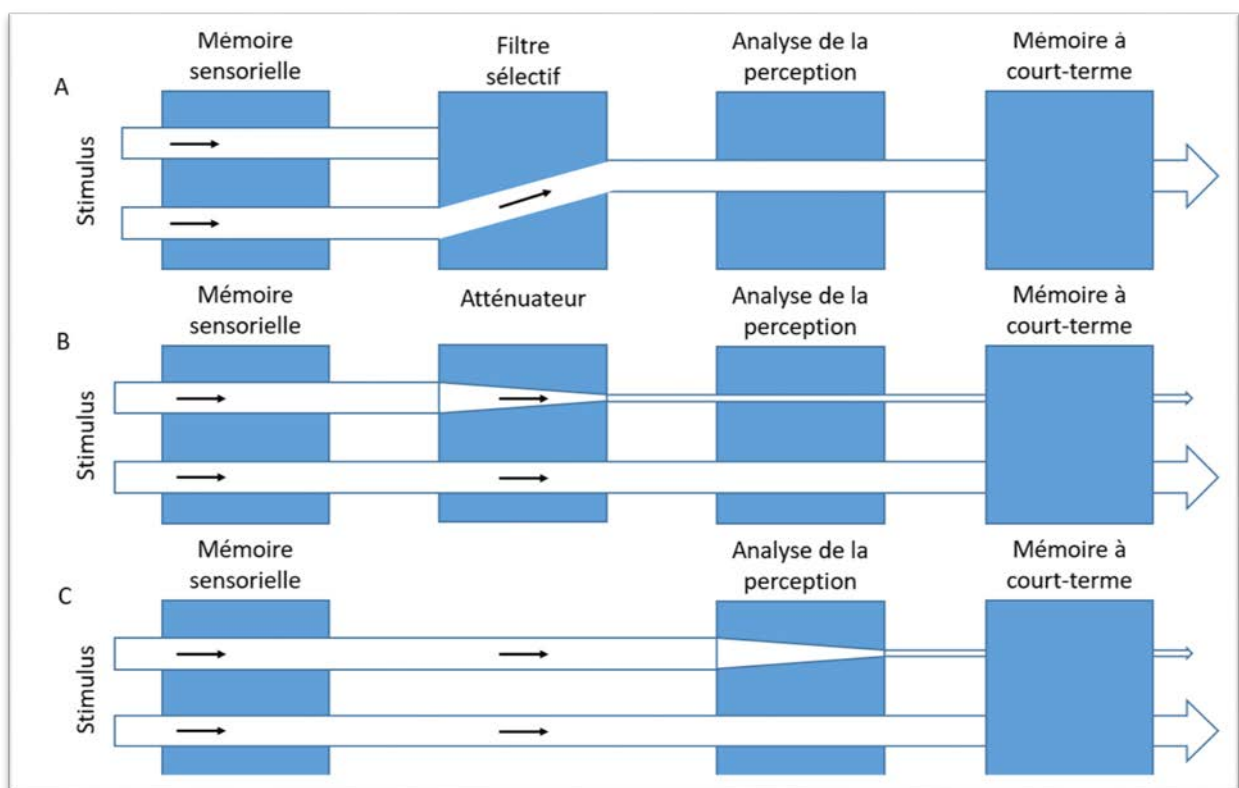 Mémoire
sensorielle
Filtre
sélectif
Analyse de la
perception
Mémoire à
court-terme
A
Stimulus
Mémoire
sensorielle
Atténuateur
Analyse de la
perception
Mémoire à
court-terme
B
Stimulus
Mémoire
sensorielle
Analyse de la
perception
Mémoire à
court-terme
C
Stimulus